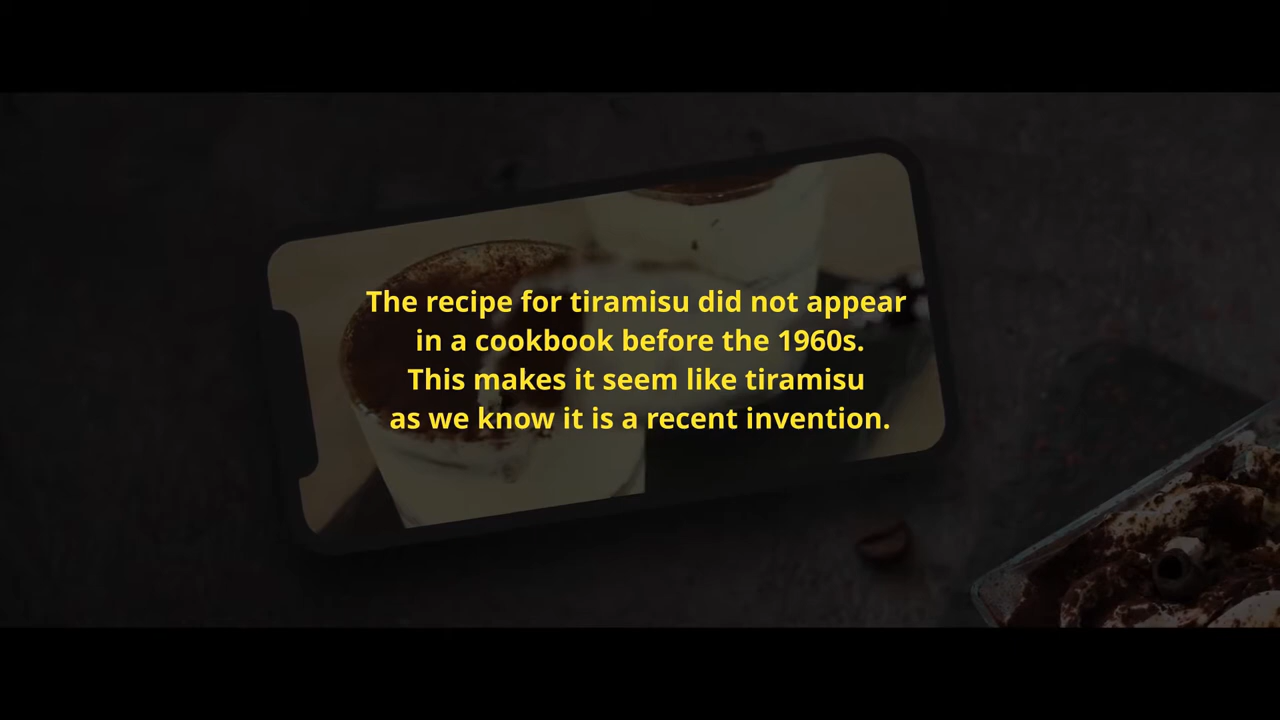 The recipe for tiramisu did not appear
in a cookbook before the 1960s.
This makes it seem like tiramisu
as we know it is a recent invention.